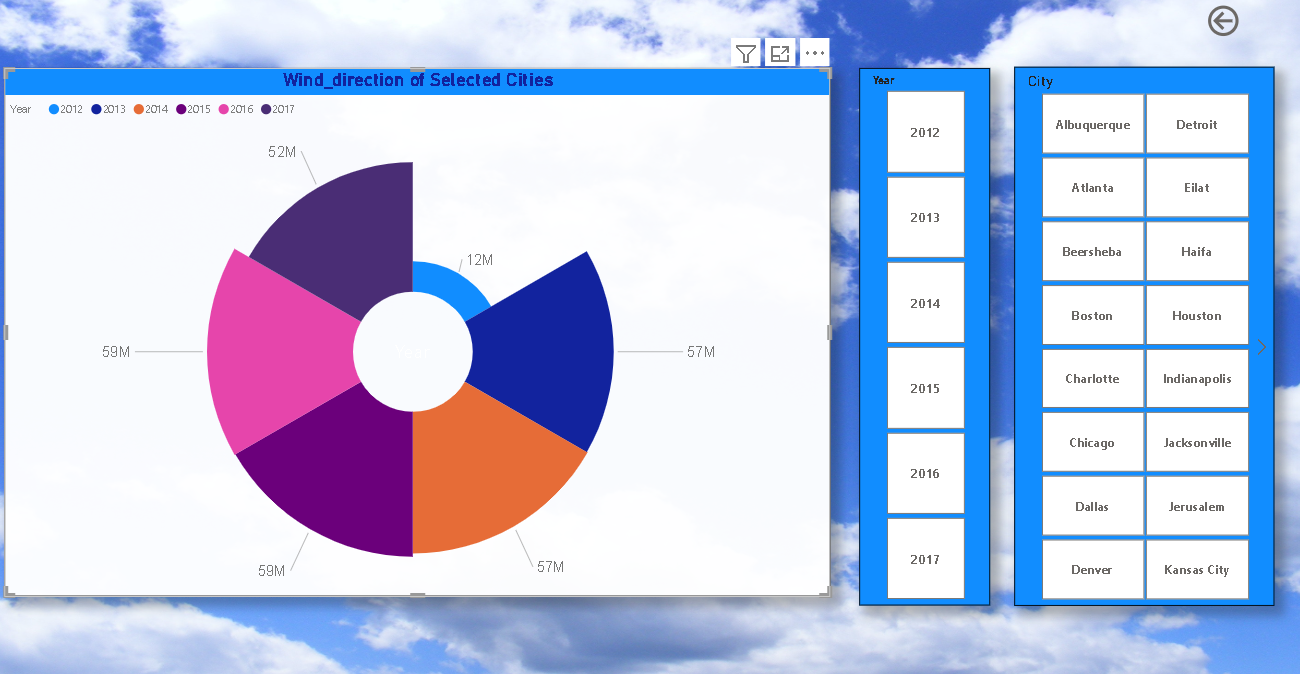 Wind_direction of Selected Cities
Year 2012 2013 2014 2015 2016 2017
52M
12M
59M
57M
59M
57M
Year
2012
2013
2014
2015
2016
2017
City
Albuquerque Detroit
Atlanta Eilat
Beersheba Haifa
Boston Houston
Charlotte Indianapolis
Chicago Jacksonville
Dallas Jerusalem
Denver Kansas City